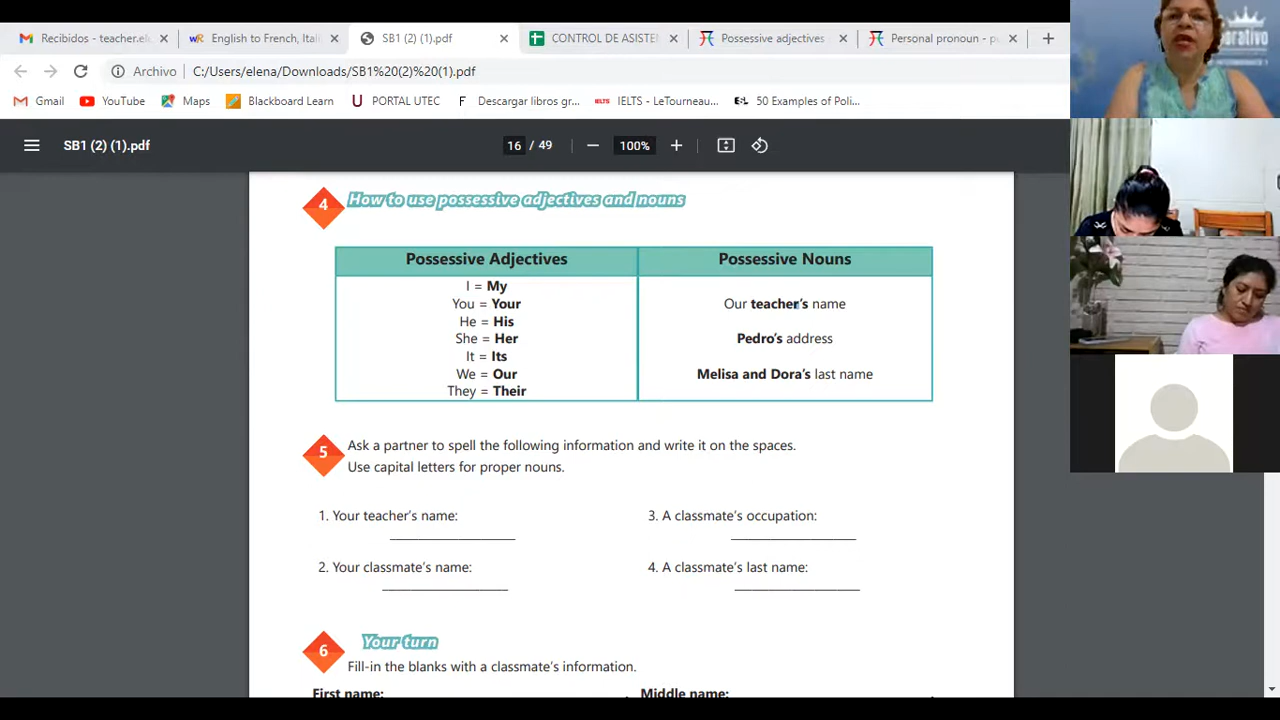 Recibidos - teacher.ele
English to French, Ital
SB1 (2) (1).pdf
CONTROL DE ASISTE
Possessive adjectives
Personal pronoun - p
Archivo
C:/Users/elena/Downloads/SB1%20(2)%20(1).pdf
Gmail
YouTube
Maps
Blackboard Learn
PORTAL UTEC
Descargar libros gr...
IELTS - LeTourneau...
50 Examples of Poli...
SB1 (2) (1).pdf
16 / 49
100%
4
How to use possessive adjectives and nouns
Possessive Adjectives
Possessive Nouns
I = My
You = Your
He = His
She = Her
It = Its
We = Our
They = Their
Our teacher's name
Pedro's address
Melisa and Dora's last name
5
Ask a partner to spell the following information and write it on the spaces.
Use capital letters for proper nouns.
1. Your teacher's name:
3. A classmate's occupation:
2. Your classmate's name:
4. A classmate's last name:
6
Your turn
Fill-in the blanks with a classmate's information.
First name:
Middle name: